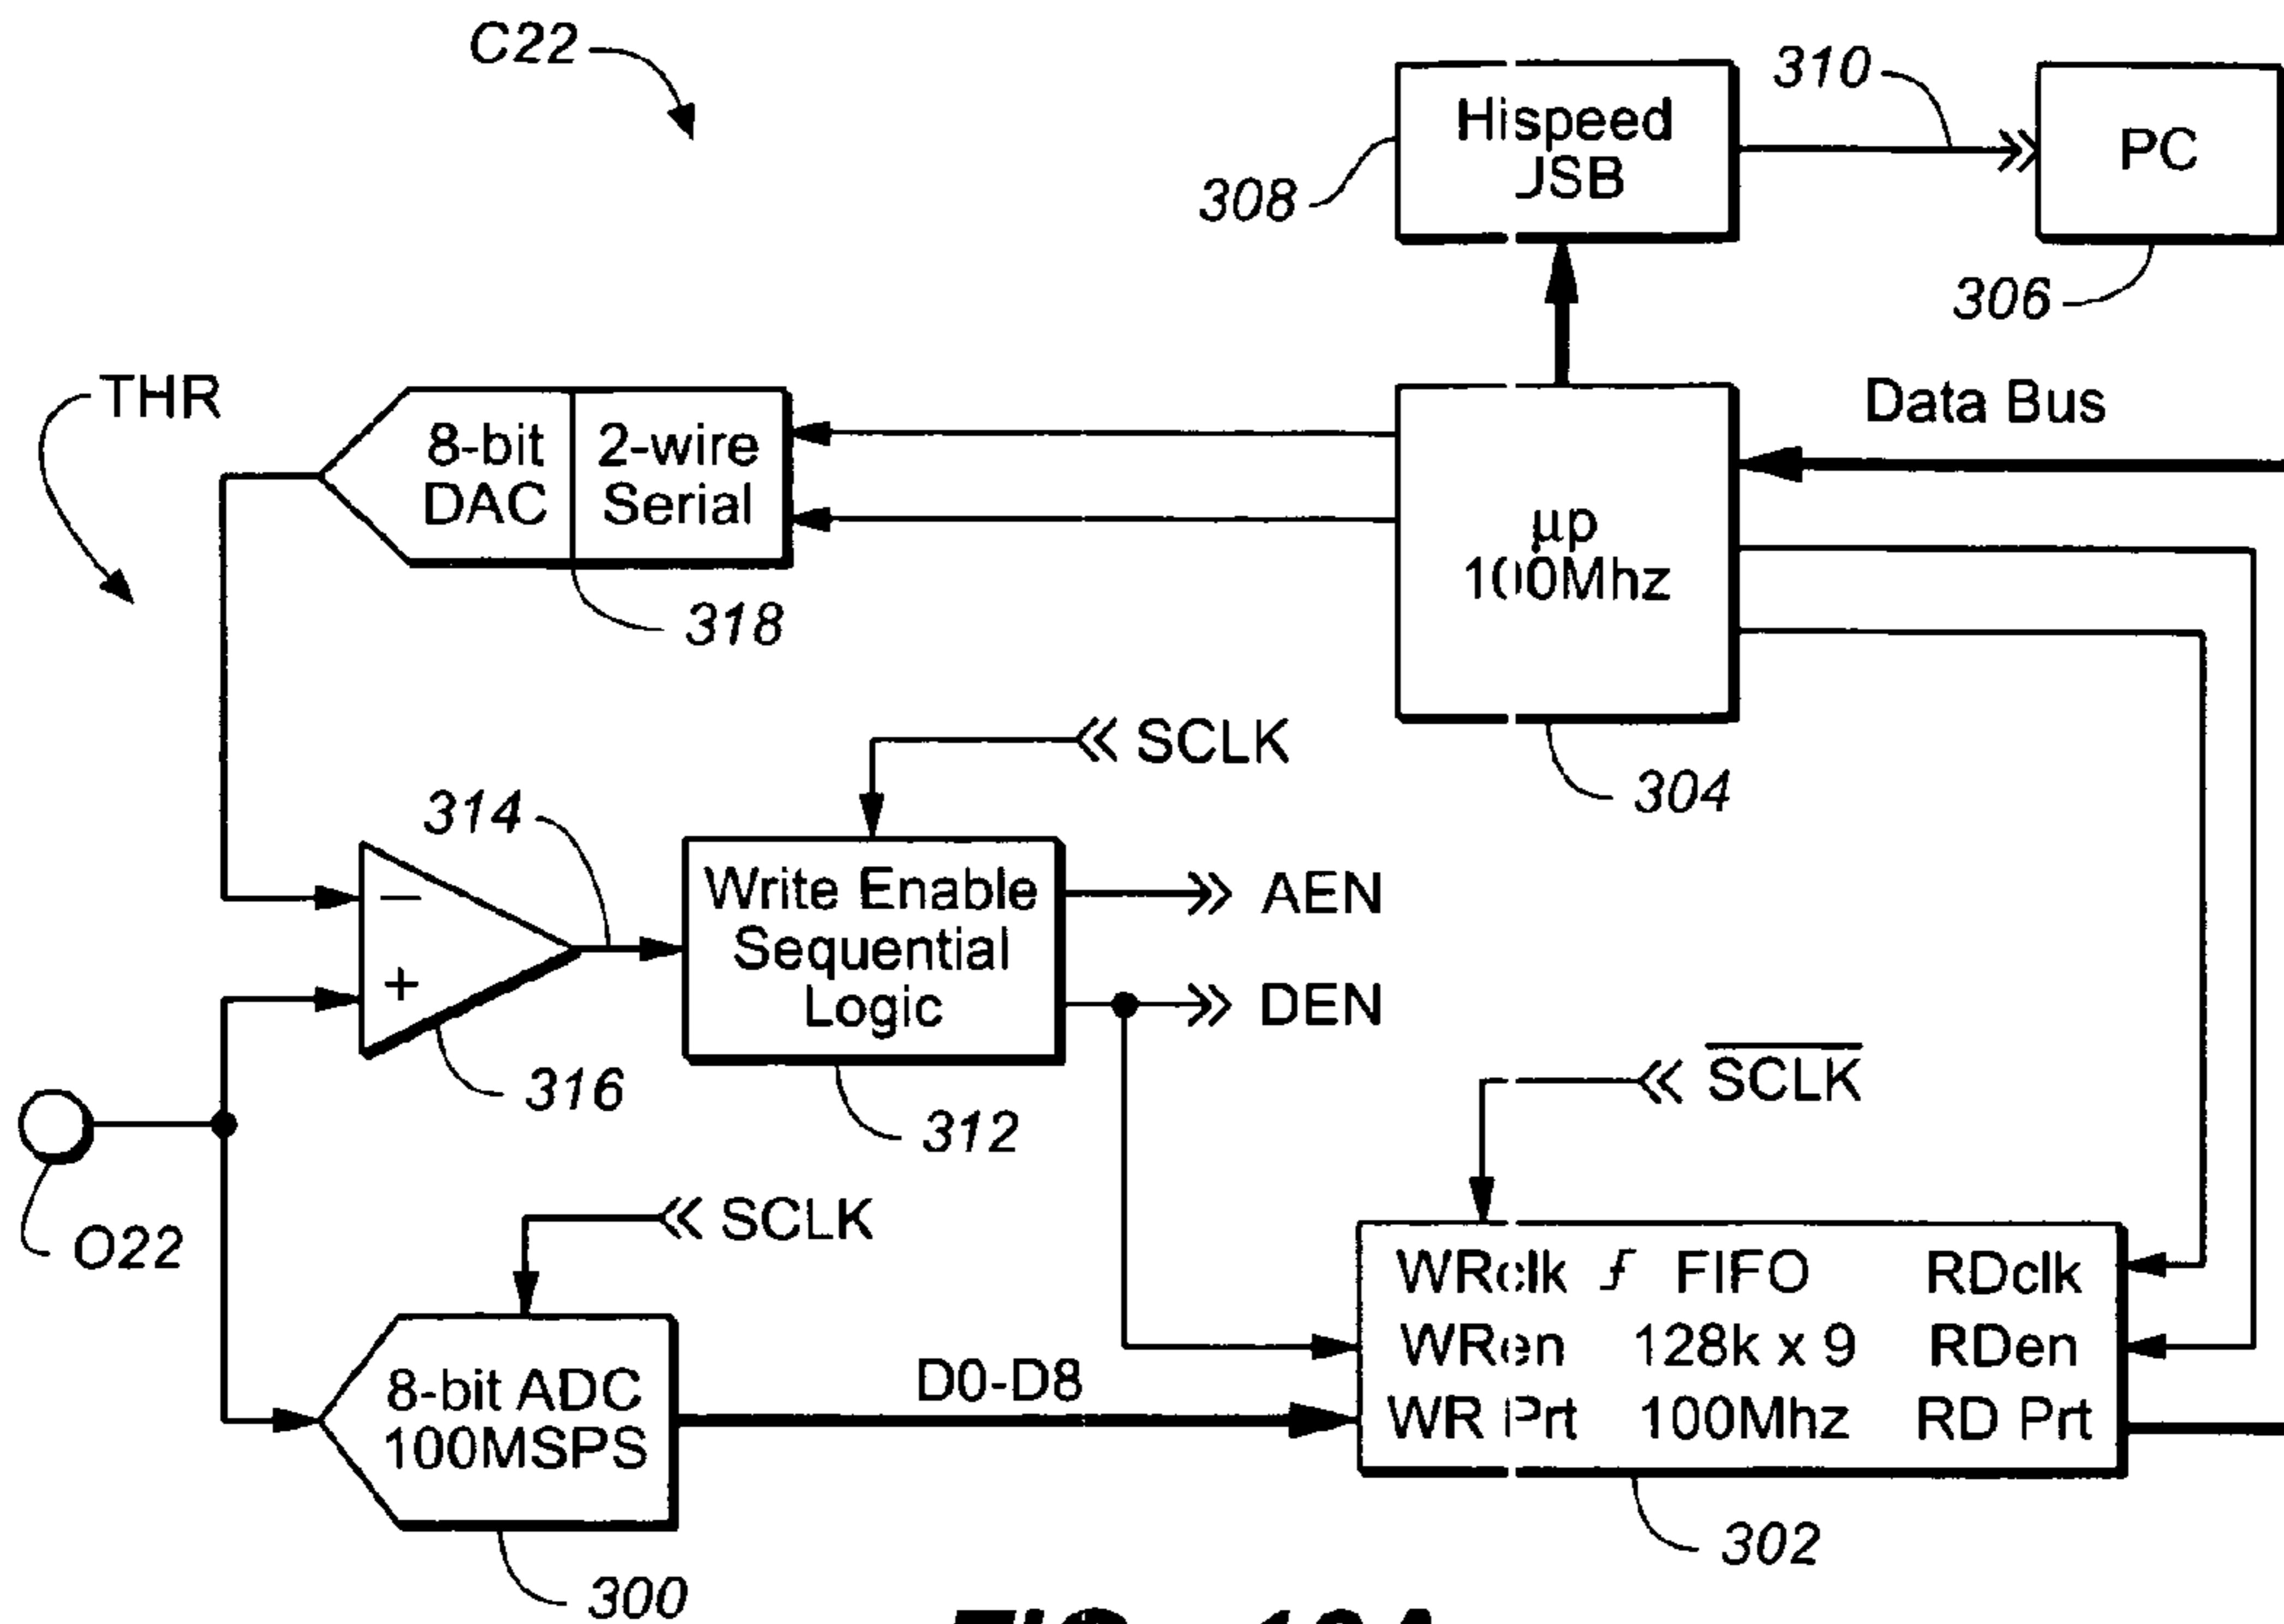 C22
Hispeed
JSB
308
310
PC
306
THR
8-bit
DAC
2-wire
Serial
318
µp
100Mhz
304
Data Bus
SCLK
314
−
+
316
Write Enable
Sequential
Logic
312
AEN
DEN
SCLK
O22
SCLK
8-bit ADC
100MSPS
300
D0-D8
WRclk FIFO RDclk
WRen 128k x 9 RDen
WR Prt 100Mhz RD Prt
302